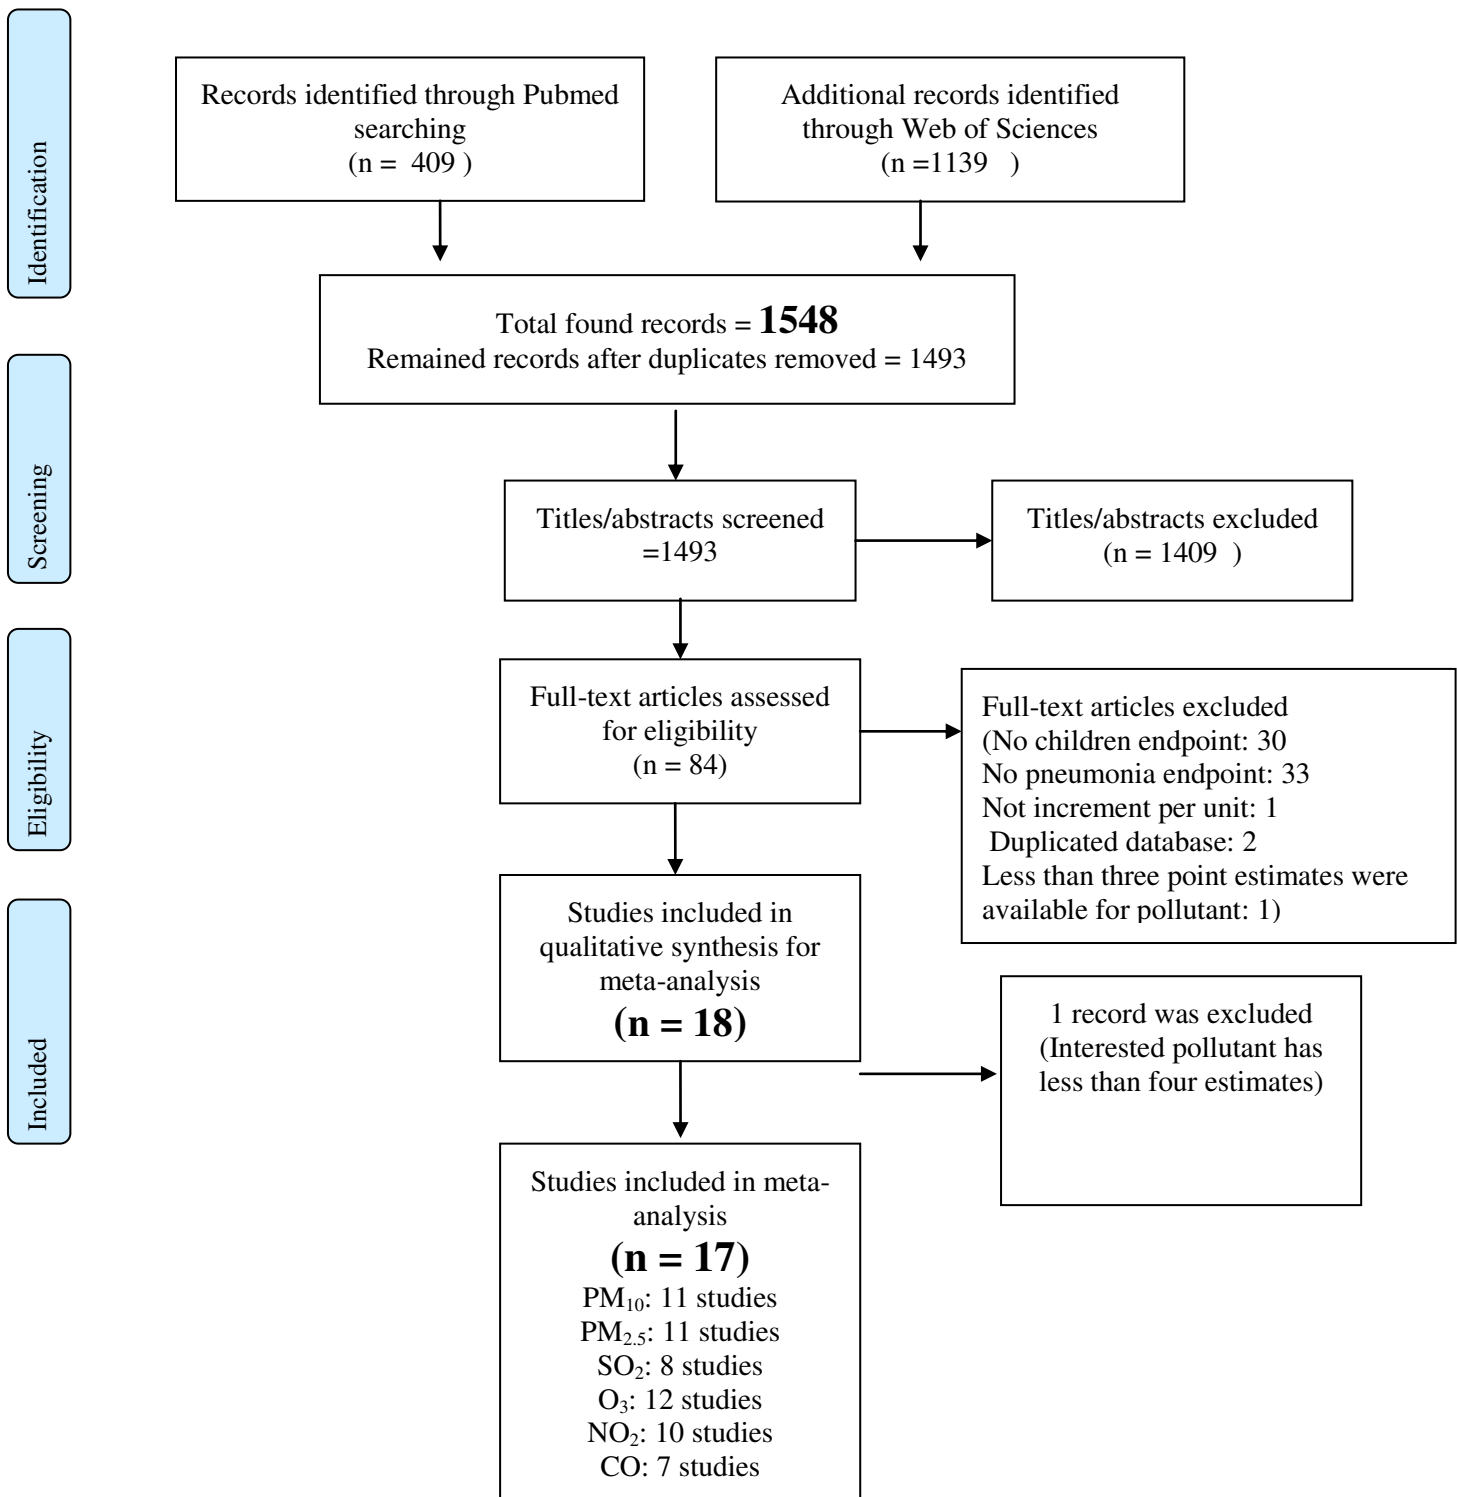 Identification
Records identified through Pubmed
searching
(n =  409 )
Additional records identified
through Web of Sciences
(n =1139   )
Total found records = 1548
Remained records after duplicates removed = 1493
Screening
Titles/abstracts screened
=1493
Titles/abstracts excluded
(n = 1409  )
Eligibility
Full-text articles assessed
for eligibility
(n = 84)
Full-text articles excluded
(No children endpoint: 30
No pneumonia endpoint: 33
Not increment per unit: 1
Duplicated database: 2
Less than three point estimates were
available for pollutant: 1)
Included
Studies included in
qualitative synthesis for
meta-analysis
(n = 18)
1 record was excluded
(Interested pollutant has
less than four estimates)
Studies included in meta-
analysis
(n = 17)
PM₁₀: 11 studies
PM₂.₅: 11 studies
SO₂: 8 studies
O₃: 12 studies
NO₂: 10 studies
CO: 7 studies